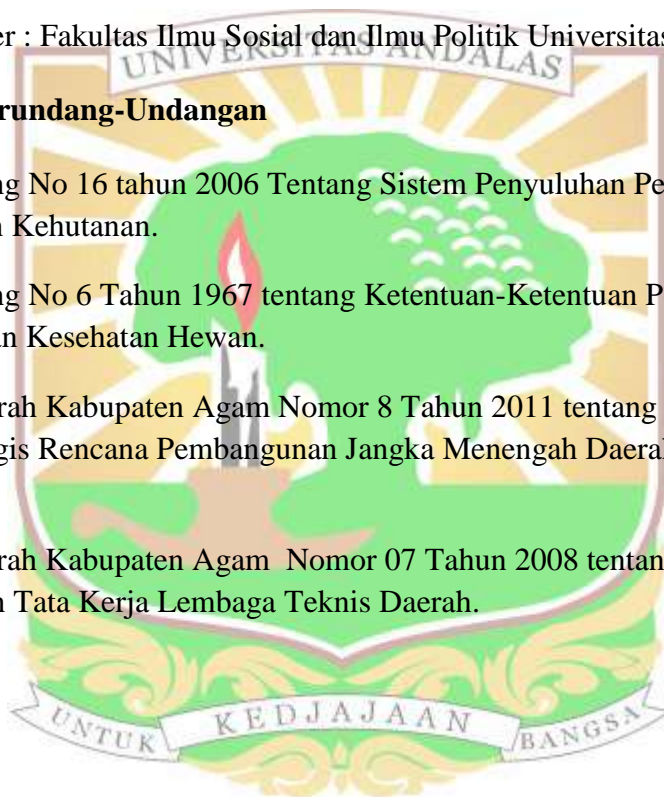 er : Fakultas Ilmu Sosial dan Ilmu Politik Universitas
UNIVERSITAS ANDALAS
rundang-Undangan
ng No 16 tahun 2006 Tentang Sistem Penyuluhan Pe
n Kehutanan.
ng No 6 Tahun 1967 tentang Ketentuan-Ketentuan P
an Kesehatan Hewan.
rah Kabupaten Agam Nomor 8 Tahun 2011 tentang
gis Rencana Pembangunan Jangka Menengah Daerah
rah Kabupaten Agam Nomor 07 Tahun 2008 tentan
n Tata Kerja Lembaga Teknis Daerah.
UNTUK KEDJAJAAN BANGSA